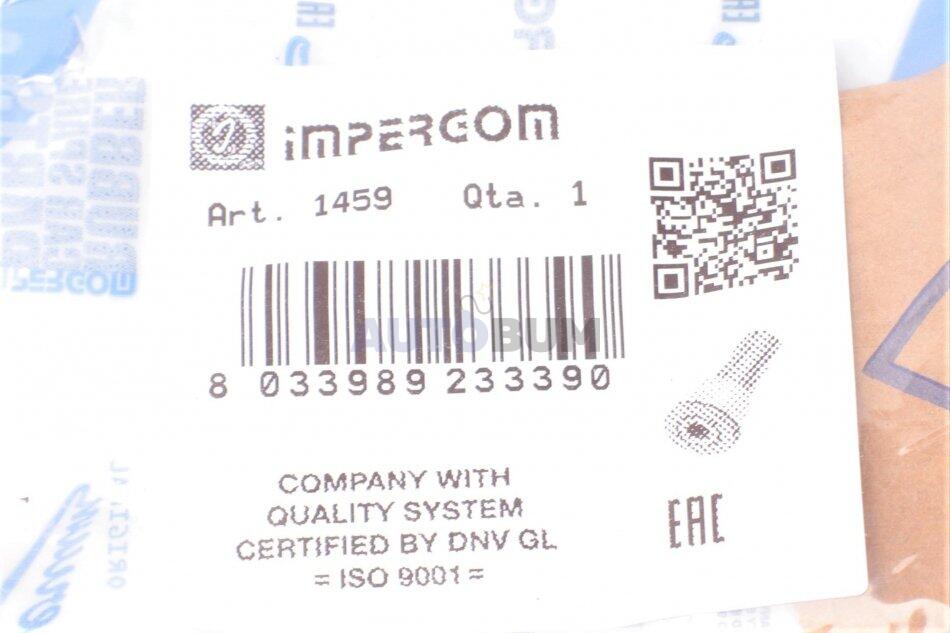 iMPERGOM
Art. 1459 Qta. 1
AUTOBUM
8 033989 233390
COMPANY WITH
QUALITY SYSTEM
CERTIFIED BY DNV GL
= ISO 9001 =
EAC
IMPERGOM